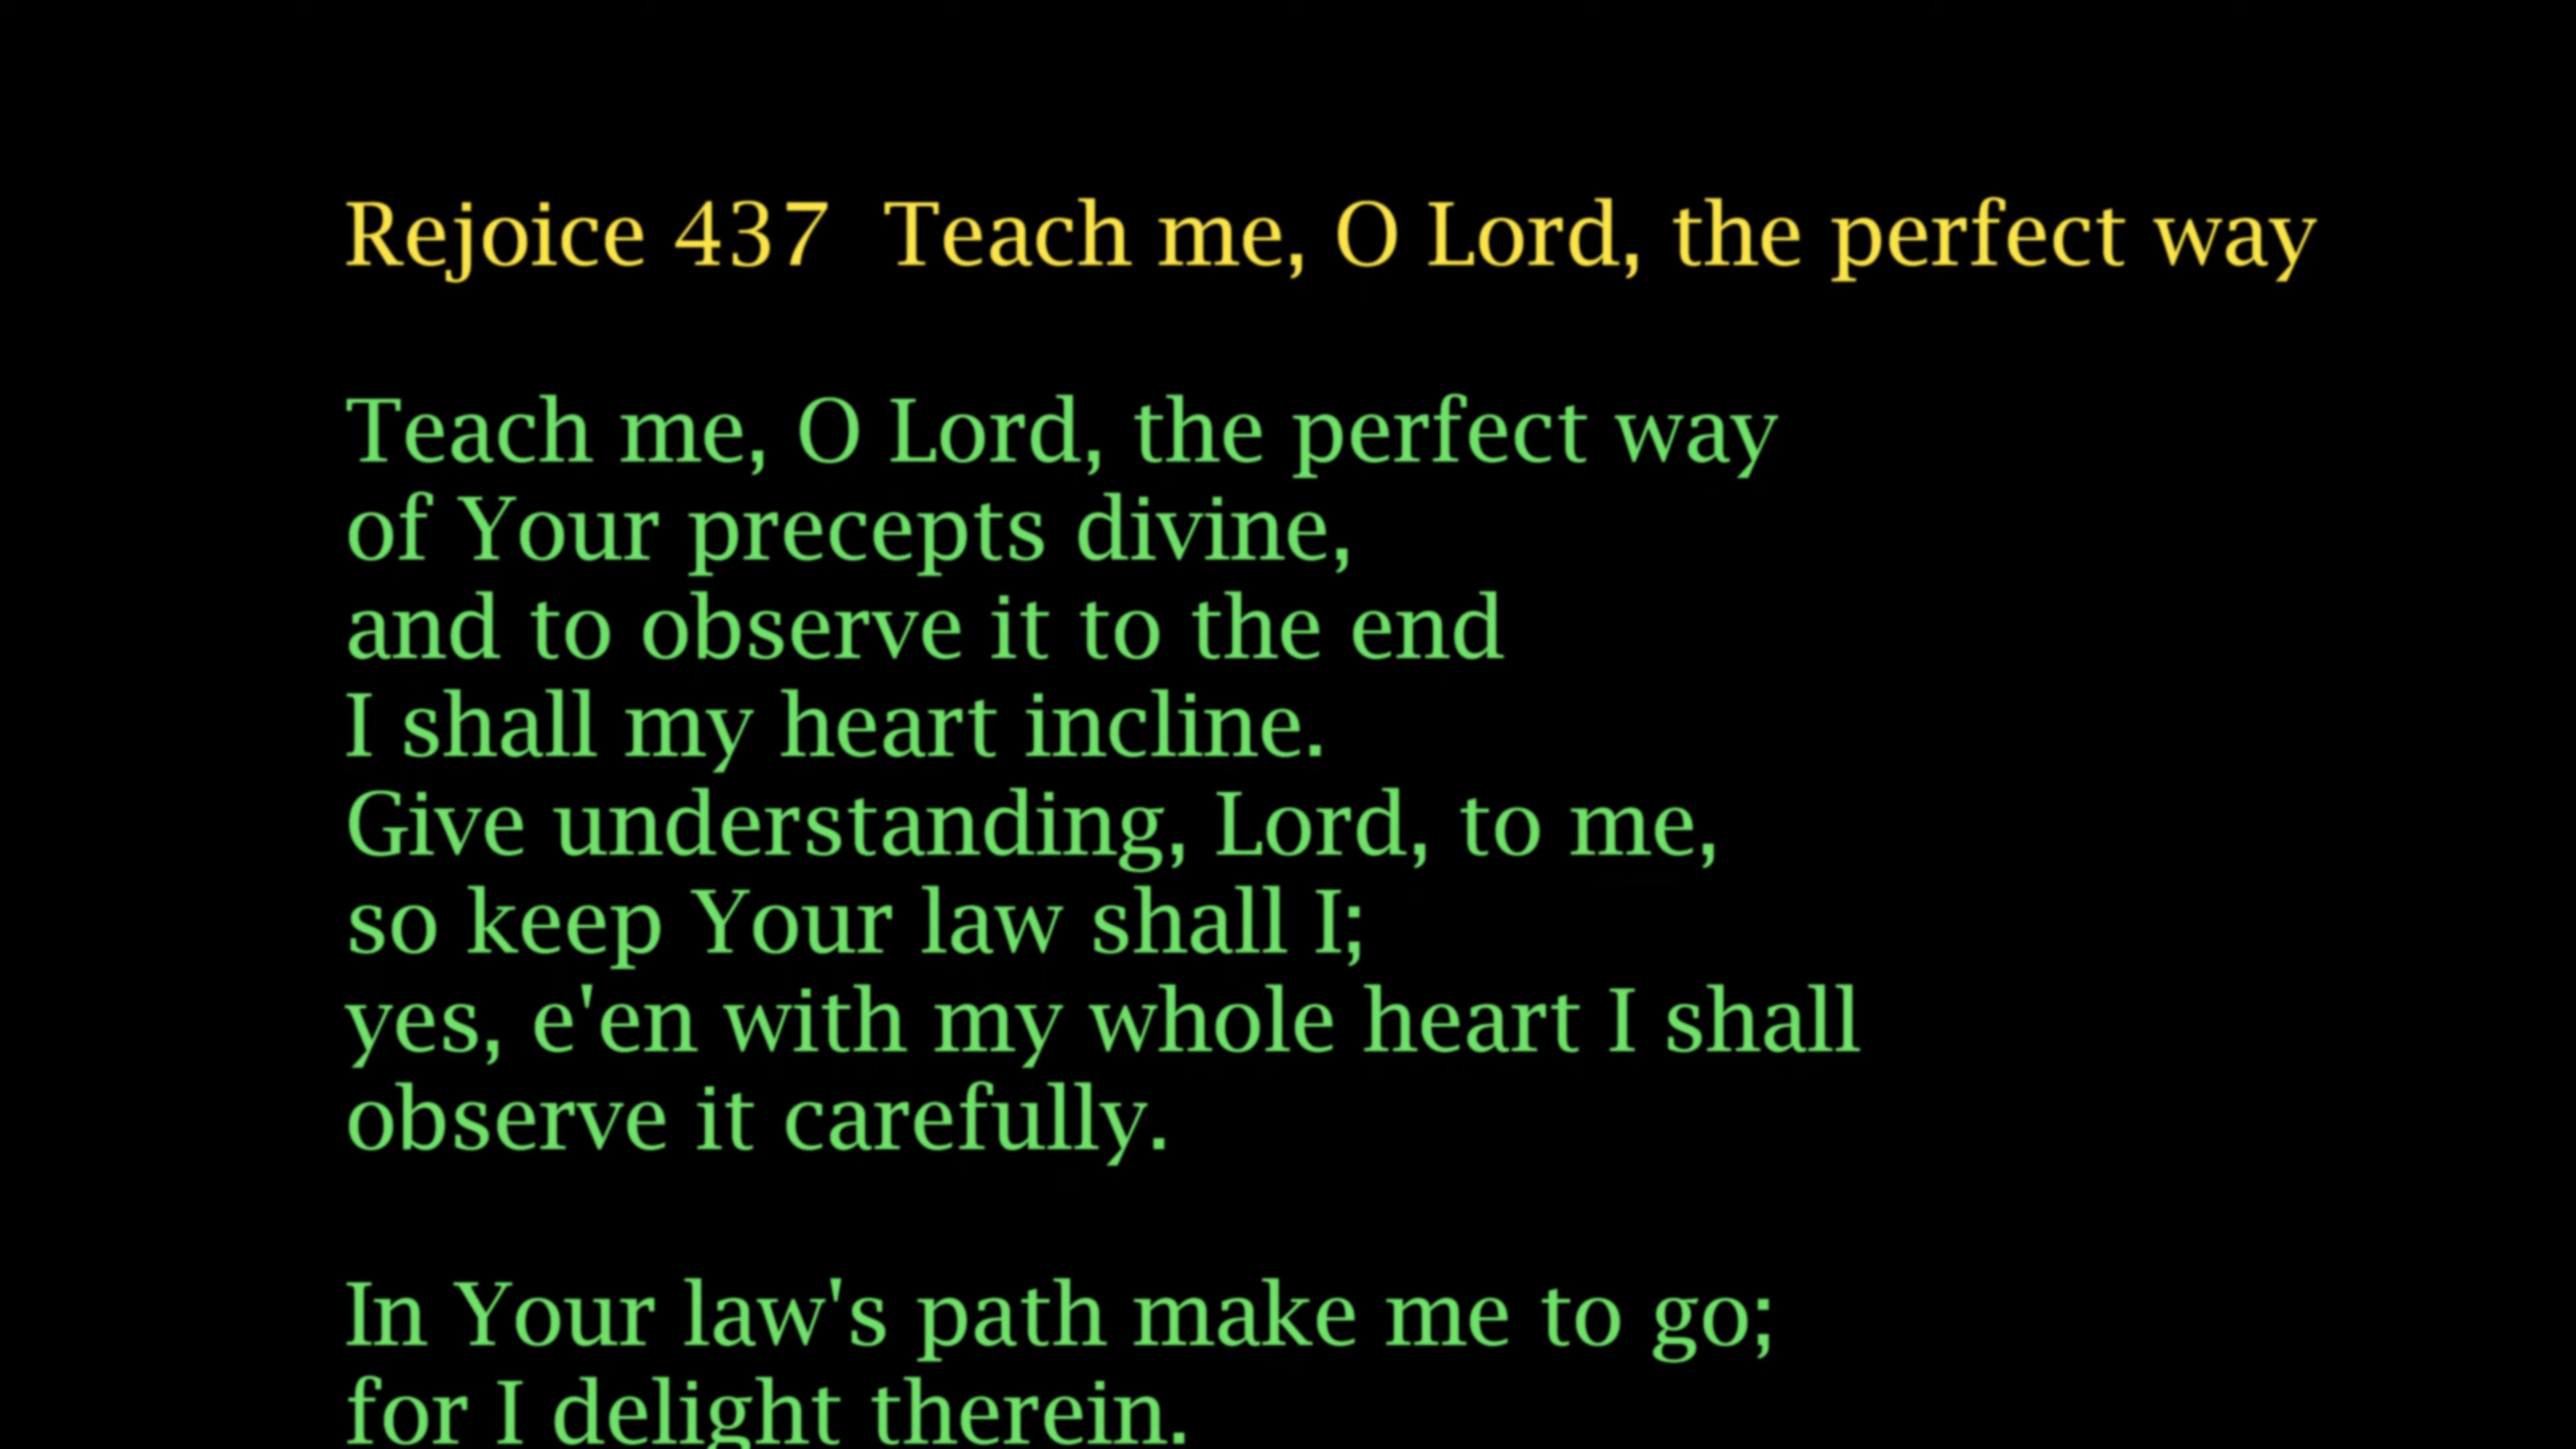 Rejoice 437  Teach me, O Lord, the perfect way
Teach me, O Lord, the perfect way
of Your precepts divine,
and to observe it to the end
I shall my heart incline.
Give understanding, Lord, to me,
so keep Your law shall I;
yes, e'en with my whole heart I shall
observe it carefully.
In Your law's path make me to go;
for I delight therein.